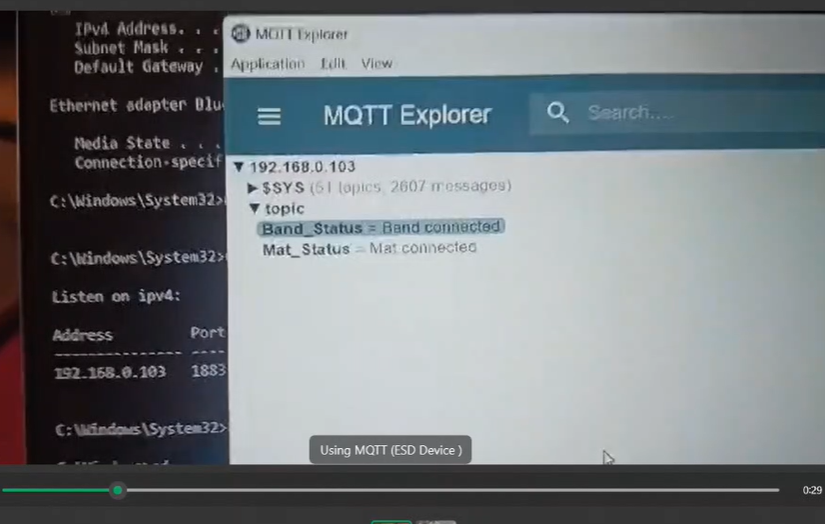 IPv4 Address. . .
Subnet Mask . . .
Default Gateway .
Ethernet adapter Blu
Media State . . .
Connection-specif
C:\Windows\System32>
C:\Windows\System32>
Listen on ipv4:
Address Port
--------------- ----
192.168.0.103 1883
C:\Windows\System32>
MQTT Explorer
Application Edit View
MQTT Explorer
Search....
192.168.0.103
$SYS (51 topics, 2607 messages)
topic
Band_Status = Band connected
Mat_Status = Mat connected
Using MQTT (ESD Device )
0:29